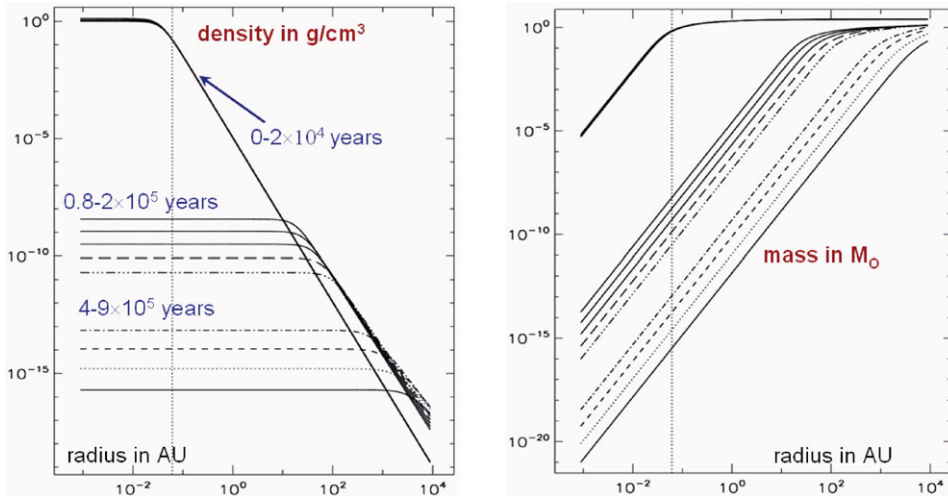 10⁰
density in g/cm³
0-2×10⁴ years
10⁻⁵
0.8-2×10⁵ years
10⁻¹⁰
4-9×10⁵ years
10⁻¹⁵
radius in AU
10⁻² 10⁰ 10² 10⁴
10⁰
10⁻⁵
10⁻¹⁰
mass in M₀
10⁻¹⁵
10⁻²⁰
radius in AU
10⁻² 10⁰ 10² 10⁴